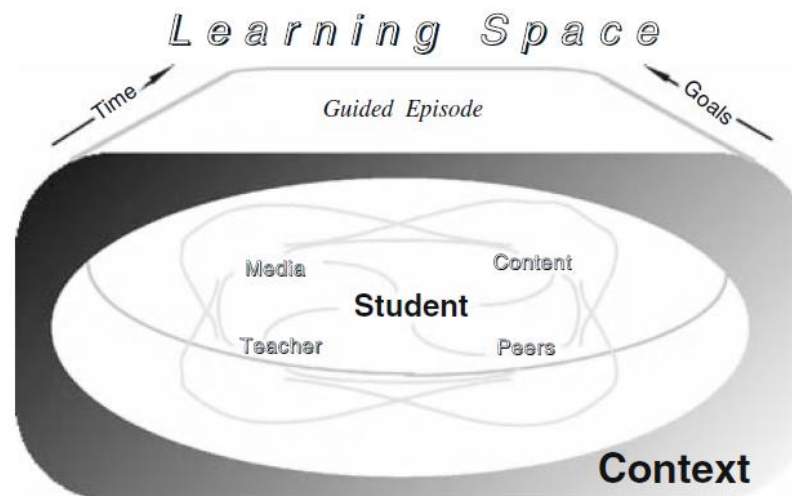 Learning Space
Time
Goals
Guided Episode
Media
Content
Student
Teacher
Peers
Context